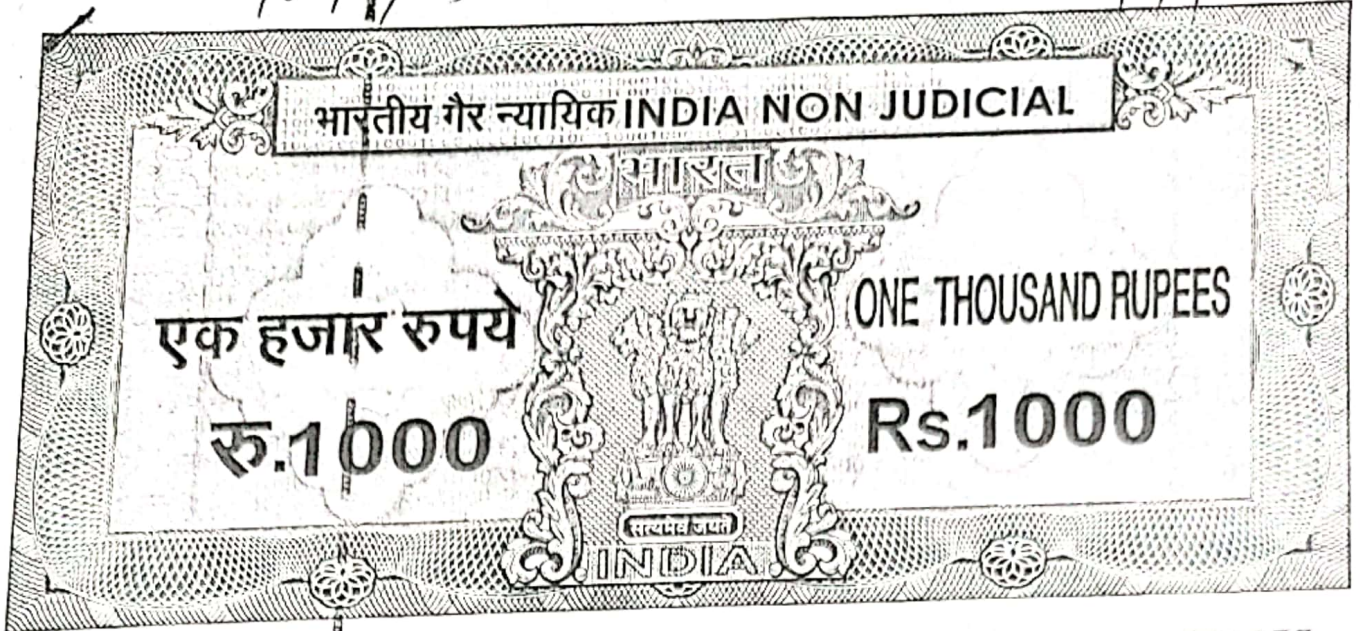 भारतीय गैर न्यायिक INDIA NON JUDICIAL
भारत
एक हजार रुपये
रु.1000
ONE THOUSAND RUPEES
Rs.1000
सत्यमेव जयते
INDIA